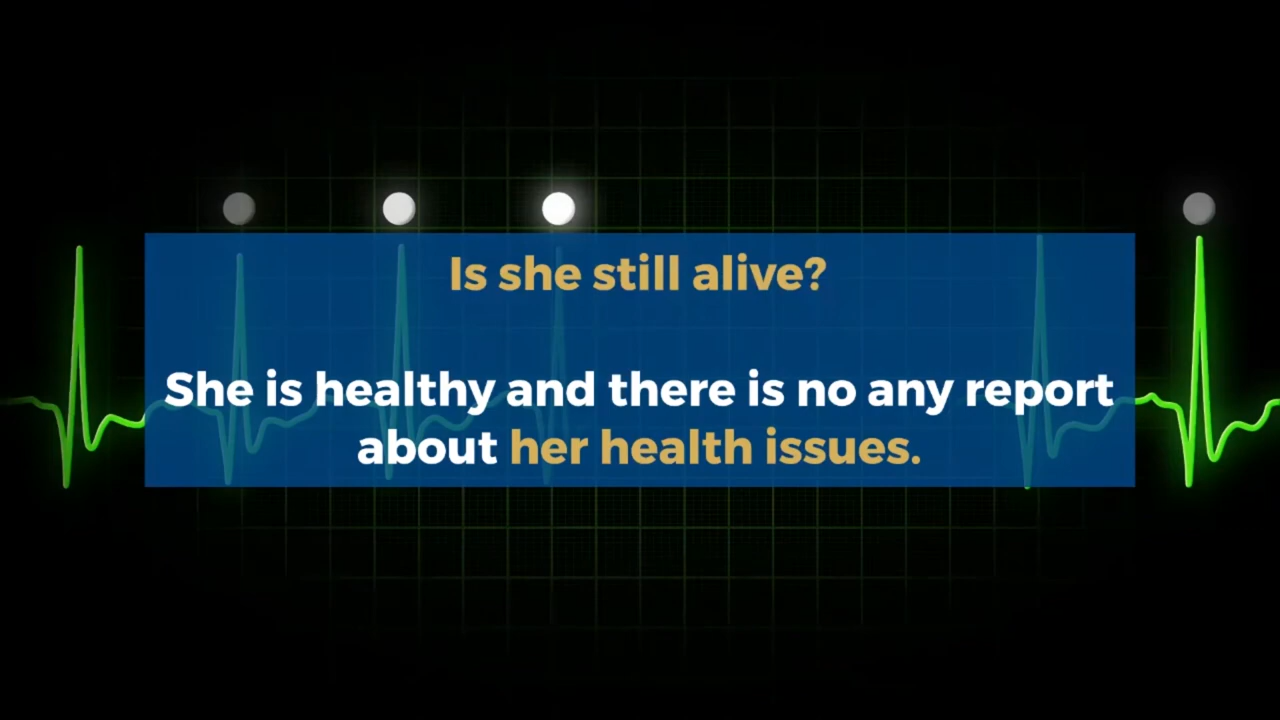 Is she still alive?
She is healthy and there is no any report
about her health issues.